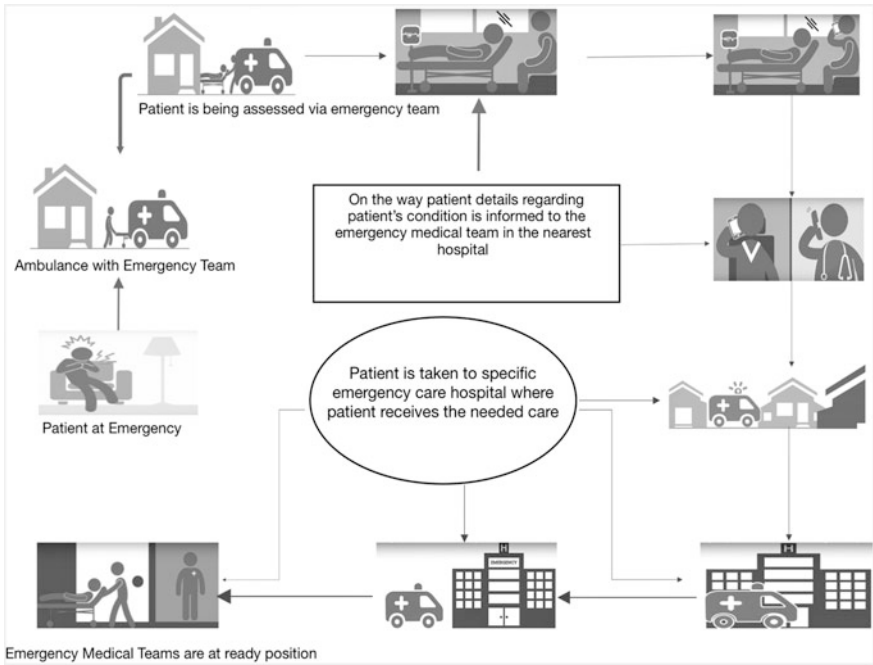 Patient is being assessed via emergency team
On the way patient details regarding
patient's condition is informed to the
emergency medical team in the nearest
hospital
Ambulance with Emergency Team
Patient is taken to specific
emergency care hospital where
patient receives the needed care
Patient at Emergency
H
EMERGENCY
H
Emergency Medical Teams are at ready position